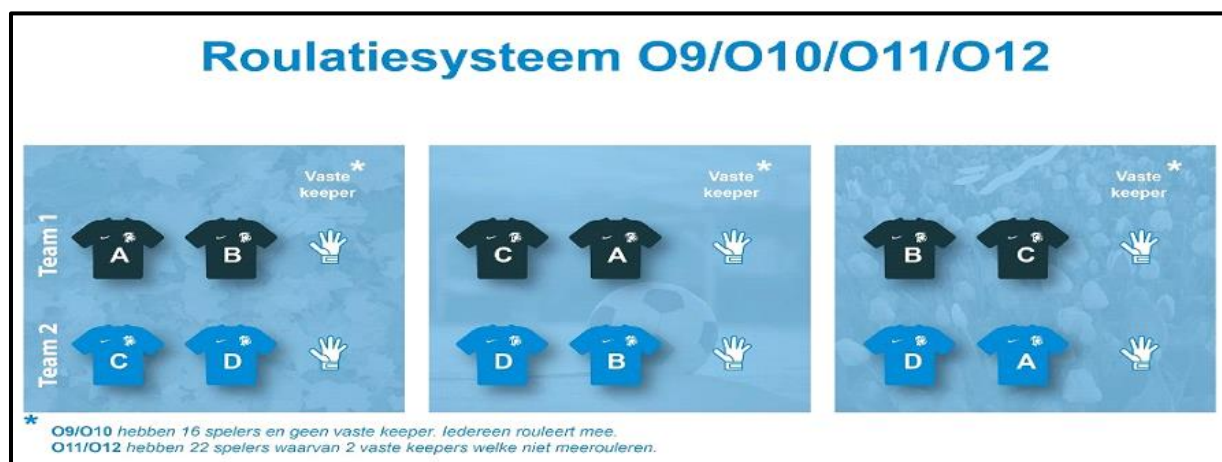 Roulatiesysteem O9/O10/O11/O12
Vaste *
keeper
Vaste *
keeper
Vaste *
keeper
Team 1
A B
C A
B C
Team 2
C D
D B
D A
* O9/O10 hebben 16 spelers en geen vaste keeper. Iedereen rouleert mee.
O11/O12 hebben 22 spelers waarvan 2 vaste keepers welke niet meerouleren.